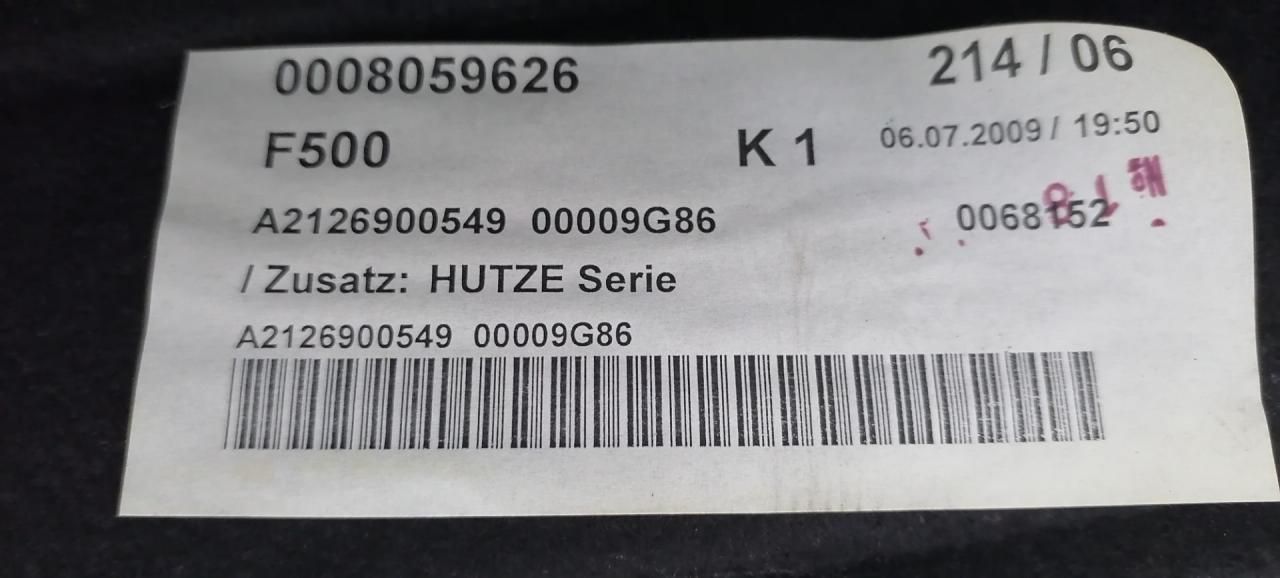 0008059626 214 / 06
F500 K 1 06.07.2009 / 19:50
A2126900549 00009G86 0068152
/ Zusatz: HUTZE Serie
A2126900549 00009G86